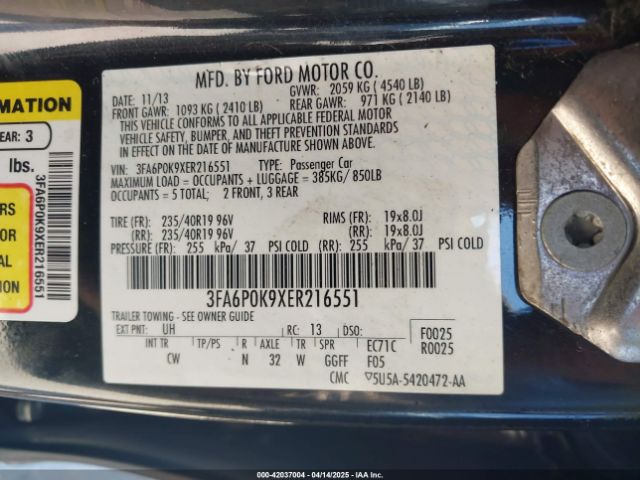 MFD. BY FORD MOTOR CO.
DATE: 11/13 GVWR: 2059 KG (4540 LB)
FRONT GAWR: 1093 KG (2410 LB) REAR GAWR: 971 KG (2140 LB)
THIS VEHICLE CONFORMS TO ALL APPLICABLE FEDERAL MOTOR
VEHICLE SAFETY, BUMPER, AND THEFT PREVENTION STANDARDS
IN EFFECT ON THE DATE OF MANUFACTURE SHOWN ABOVE.
VIN: 3FA6P0K9XER216551 TYPE: Passenger Car
MAXIMUM LOAD = OCCUPANTS + LUGGAGE = 385KG/ 850LB
OCCUPANTS = 5 TOTAL; 2 FRONT, 3 REAR
TIRE (FR): 235/40R19 96V RIMS (FR): 19x8.0J
(RR): 235/40R19 96V (RR): 19x8.0J
PRESSURE (FR): 255 kPa/ 37 PSI COLD (RR): 255 kPa/ 37 PSI COLD
3FA6P0K9XER216551
TRAILER TOWING - SEE OWNER GUIDE
EXT PNT: UH RC: 13 DSO: F0025
INT TR TP/PS R AXLE TR SPR EC71C R0025
CW N 32 W GGFF F05
CMC 5U5A-5420472-AA
RMATION
EAR: 3
lbs.
RS
OR
AL
3FA6P0K9XER216551
000-42037004 - 04/14/2025 - IAAI.COM